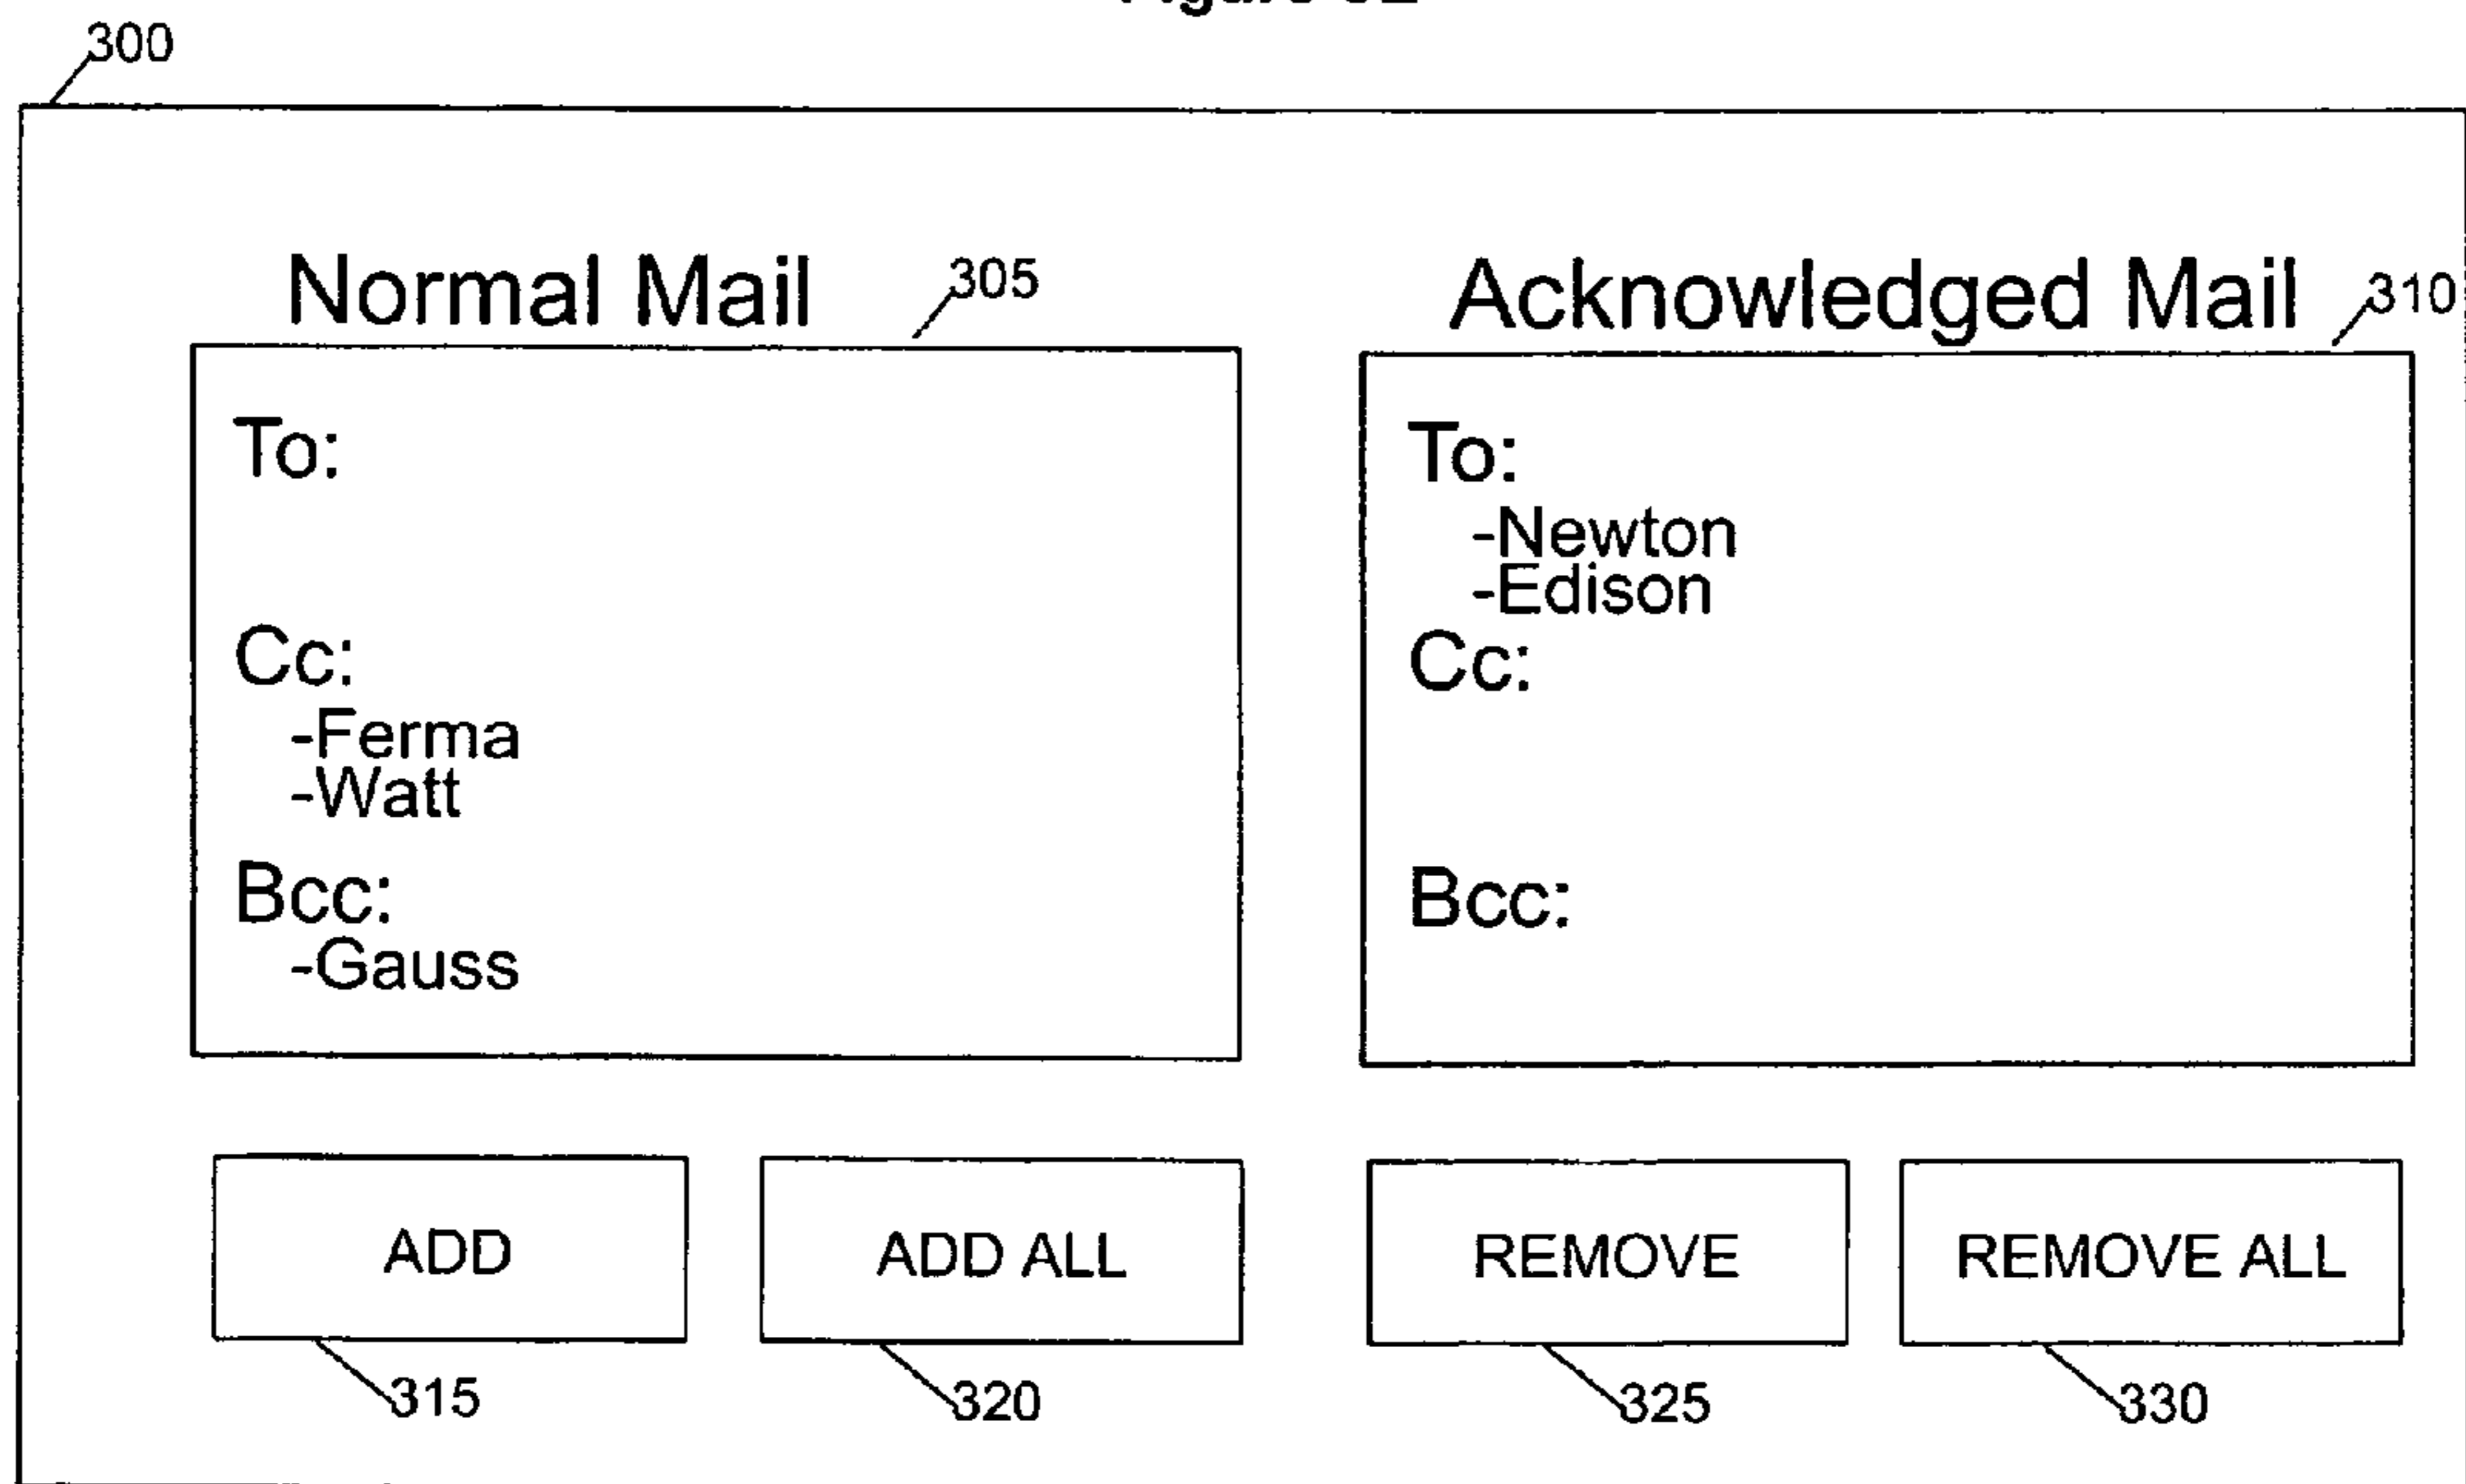 300
Normal Mail
305
Acknowledged Mail
310
To:
Cc:
-Ferma
-Watt
Bcc:
-Gauss
To:
-Newton
-Edison
Cc:
Bcc:
ADD
ADD ALL
REMOVE
REMOVE ALL
315
320
325
330